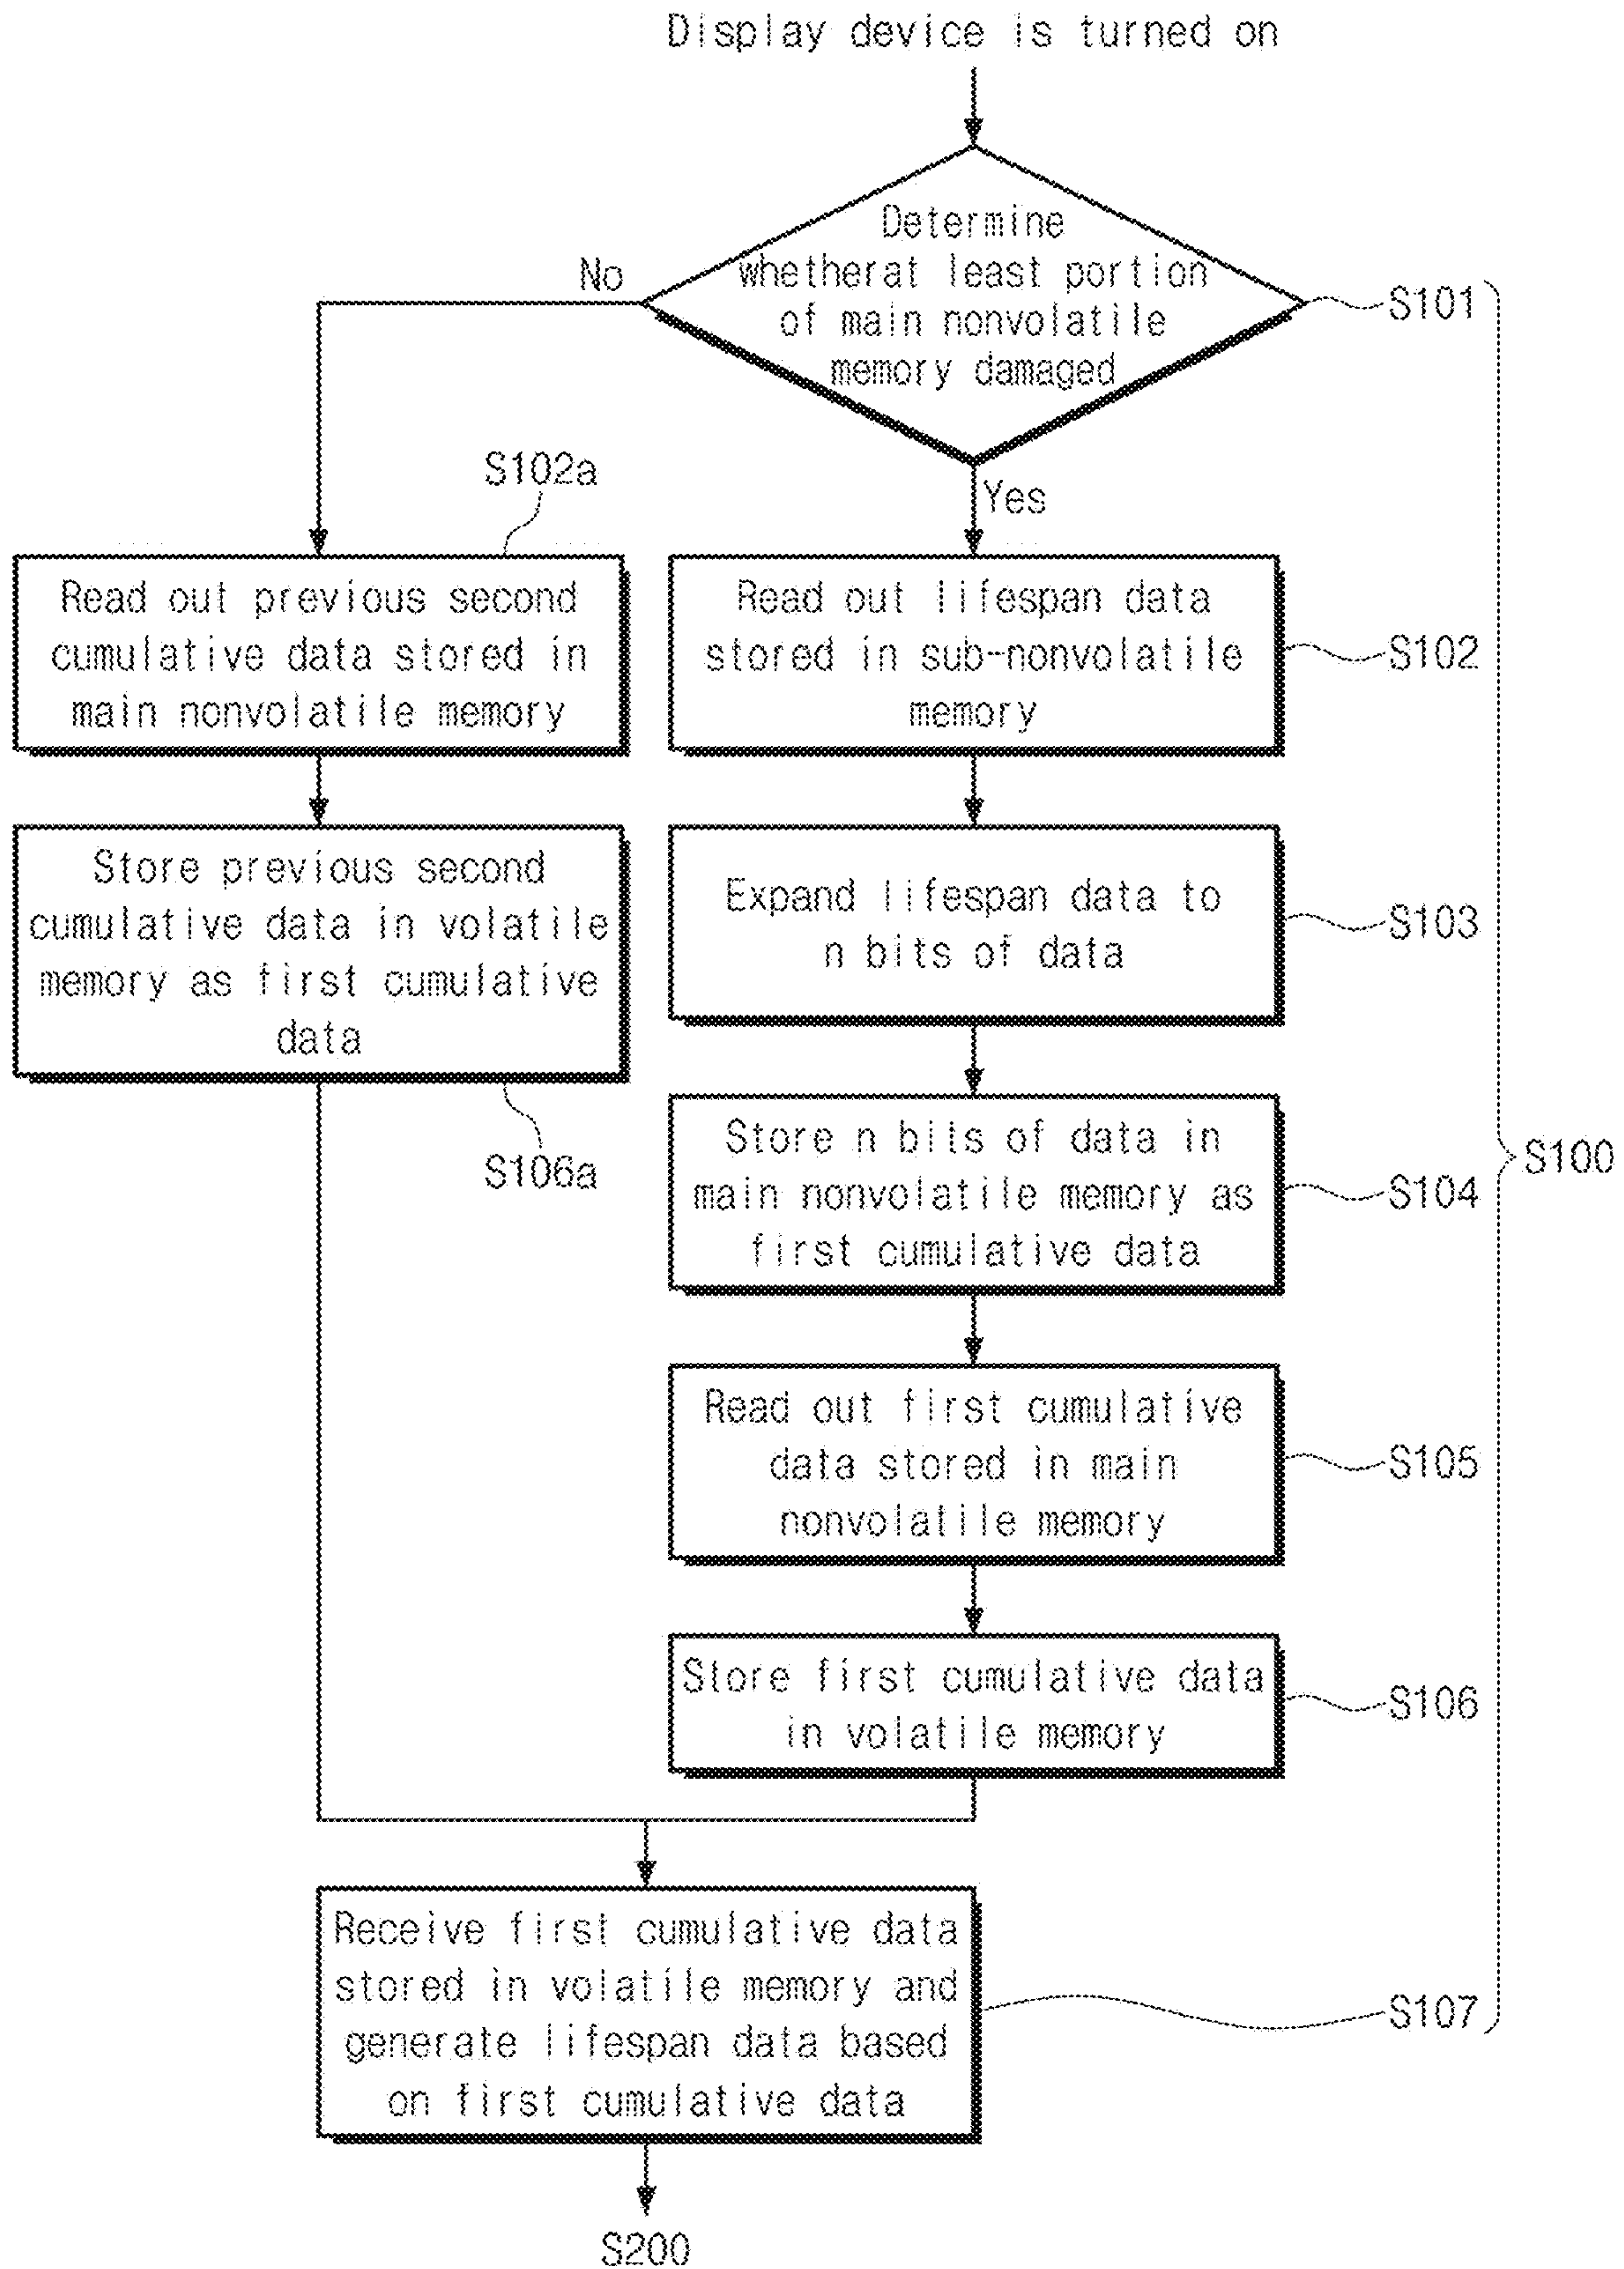 Display device is turned on
Determine
whetherat least portion
of main nonvolatile
memory damaged
No
S101
Yes
S102a
Read out previous second
cumulative data stored in
main nonvolatile memory
Read out lifespan data
stored in sub-nonvolatile
memory
S102
Store previous second
cumulative data in volatile
memory as first cumulative
data
S106a
Expand lifespan data to
n bits of data
S103
S100
Store n bits of data in
main nonvolatile memory as
first cumulative data
S104
Read out first cumulative
data stored in main
nonvolatile memory
S105
Store first cumulative data
in volatile memory
S106
Receive first cumulative data
stored in volatile memory and
generate lifespan data based
on first cumulative data
S107
S200